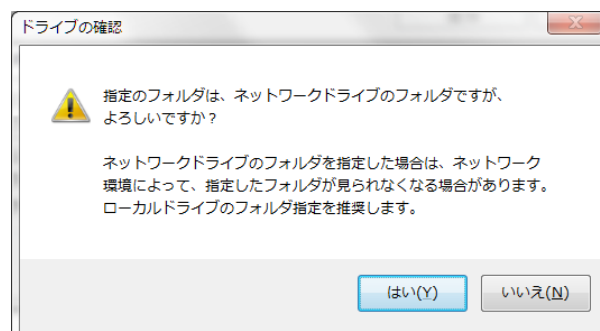 ドライブの確認
指定のフォルダは、ネットワークドライブのフォルダですが、
よろしいですか？
ネットワークドライブのフォルダを指定した場合は、ネットワーク
環境によって、指定したフォルダが見られなくなる場合があります。
ローカルドライブのフォルダ指定を推奨します。
はい(Y)
いいえ(N)